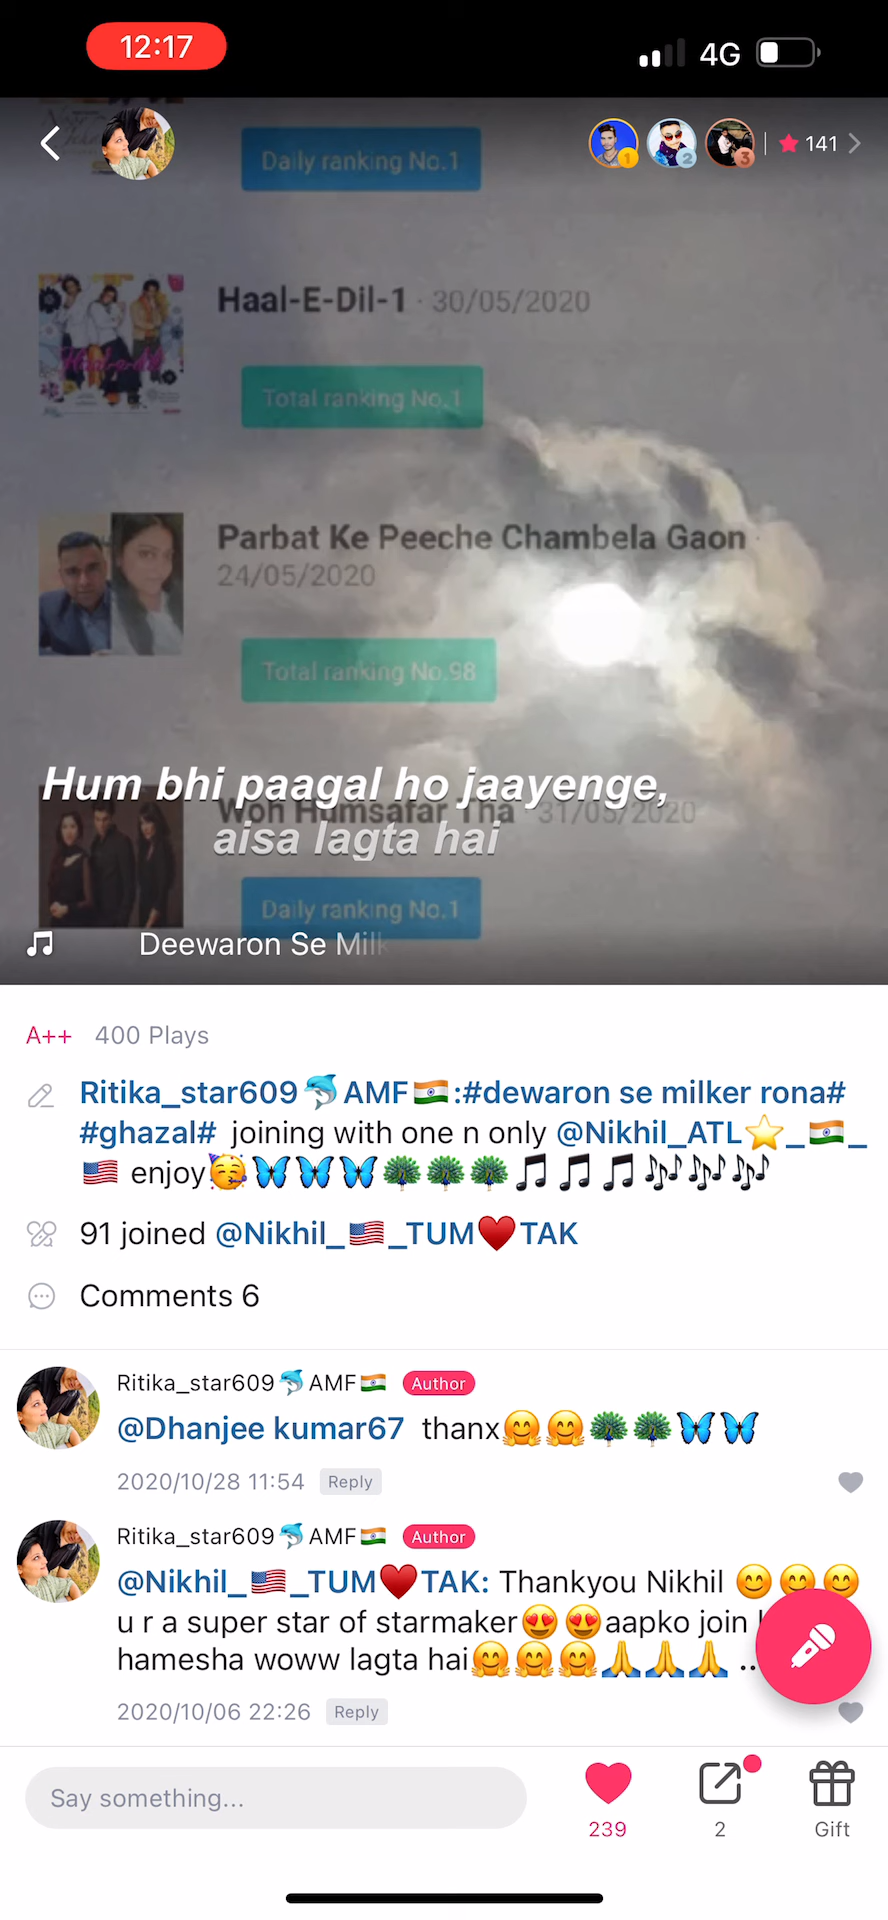 12:17
4G
Daily ranking No.1
1 2 3 141
Haal-E-Dil-1 · 30/05/2020
Total ranking No.1
Parbat Ke Peeche Chambela Gaon ·
24/05/2020
Total ranking No.98
Hum bhi paagal ho jaayenge,
Woh Humsafar Tha · 31/05/2020
aisa lagta hai
Daily ranking No.1
Deewaron Se Milk
A++ 400 Plays
Ritika_star609🐬AMF🇮🇳:#dewaron se milker rona#
#ghazal# joining with one n only @Nikhil_ATL⭐_🇮🇳_
🇺🇸 enjoy🥳🦋🦋🦋🦚🦚🦚🎵🎵🎵🎶🎶🎶
91 joined @Nikhil_🇺🇸_TUM♥️TAK
Comments 6
Ritika_star609🐬AMF🇮🇳 Author
@Dhanjee kumar67 thanx🤗🤗🦚🦚🦋🦋
2020/10/28 11:54 Reply
Ritika_star609🐬AMF🇮🇳 Author
@Nikhil_🇺🇸_TUM♥️TAK: Thankyou Nikhil 😊😊😊
u r a super star of starmaker😍😍aapko join
hamesha woww lagta hai🤗🤗🤗🙏🙏🙏 ..
2020/10/06 22:26 Reply
Say something...
239
2
Gift